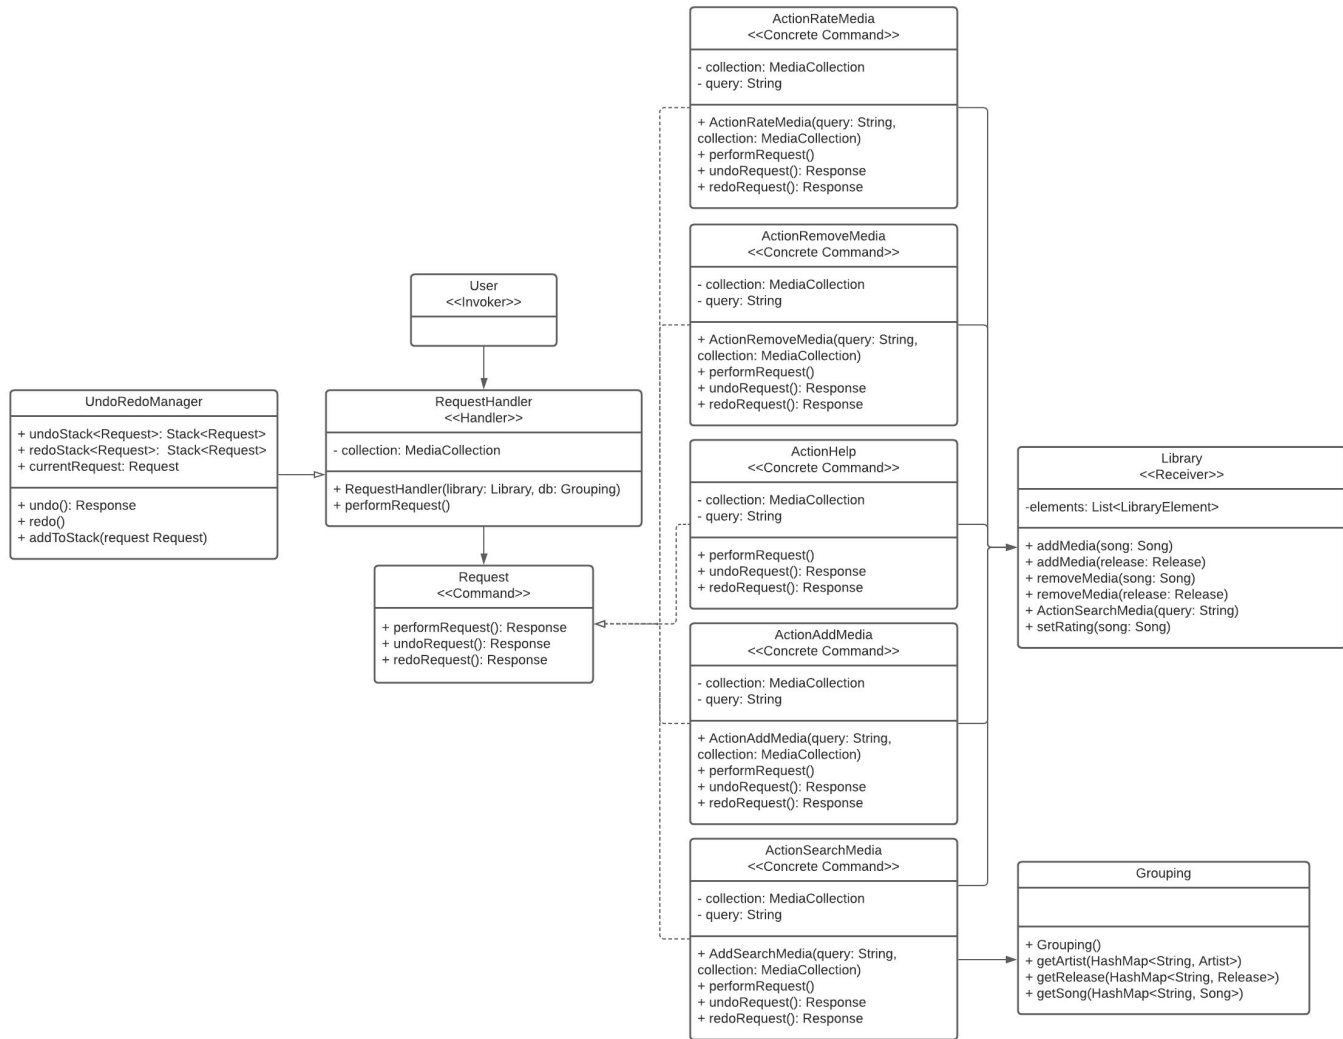 ActionRateMedia
<<Concrete Command>>
- collection: MediaCollection
- query: String
+ ActionRateMedia(query: String,
collection: MediaCollection)
+ performRequest()
+ undoRequest(): Response
+ redoRequest(): Response
ActionRemoveMedia
<<Concrete Command>>
- collection: MediaCollection
- query: String
+ ActionRemoveMedia(query: String,
collection: MediaCollection)
+ performRequest()
+ undoRequest(): Response
+ redoRequest(): Response
User
<<Invoker>>
UndoRedoManager
+ undoStack<Request>: Stack<Request>
+ redoStack<Request>: Stack<Request>
+ currentRequest: Request
+ undo(): Response
+ redo()
+ addToStack(request Request)
RequestHandler
<<Handler>>
- collection: MediaCollection
+ RequestHandler(library: Library, db: Grouping)
+ performRequest()
Request
<<Command>>
+ performRequest(): Response
+ undoRequest(): Response
+ redoRequest(): Response
ActionHelp
<<Concrete Command>>
- collection: MediaCollection
- query: String
+ performRequest()
+ undoRequest(): Response
+ redoRequest(): Response
Library
<<Receiver>>
-elements: List<LibraryElement>
+ addMedia(song: Song)
+ addMedia(release: Release)
+ removeMedia(song: Song)
+ removeMedia(release: Release)
+ ActionSearchMedia(query: String)
+ setRating(song: Song)
ActionAddMedia
<<Concrete Command>>
- collection: MediaCollection
- query: String
+ ActionAddMedia(query: String,
collection: MediaCollection)
+ performRequest()
+ undoRequest(): Response
+ redoRequest(): Response
ActionSearchMedia
<<Concrete Command>>
- collection: MediaCollection
- query: String
+ AddSearchMedia(query: String,
collection: MediaCollection)
+ performRequest()
+ undoRequest(): Response
+ redoRequest(): Response
Grouping
+ Grouping()
+ getArtist(HashMap<String, Artist>)
+ getRelease(HashMap<String, Release>)
+ getSong(HashMap<String, Song>)